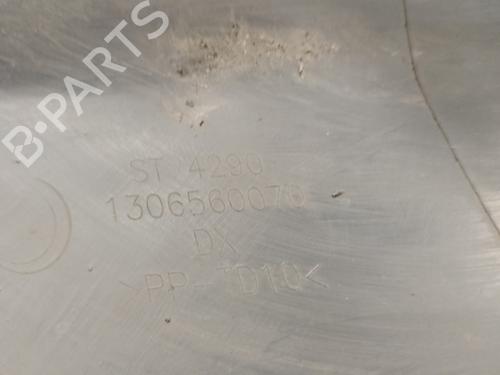 B-PARTS
ST 4290
1306560070
DX
>PP-TD10<